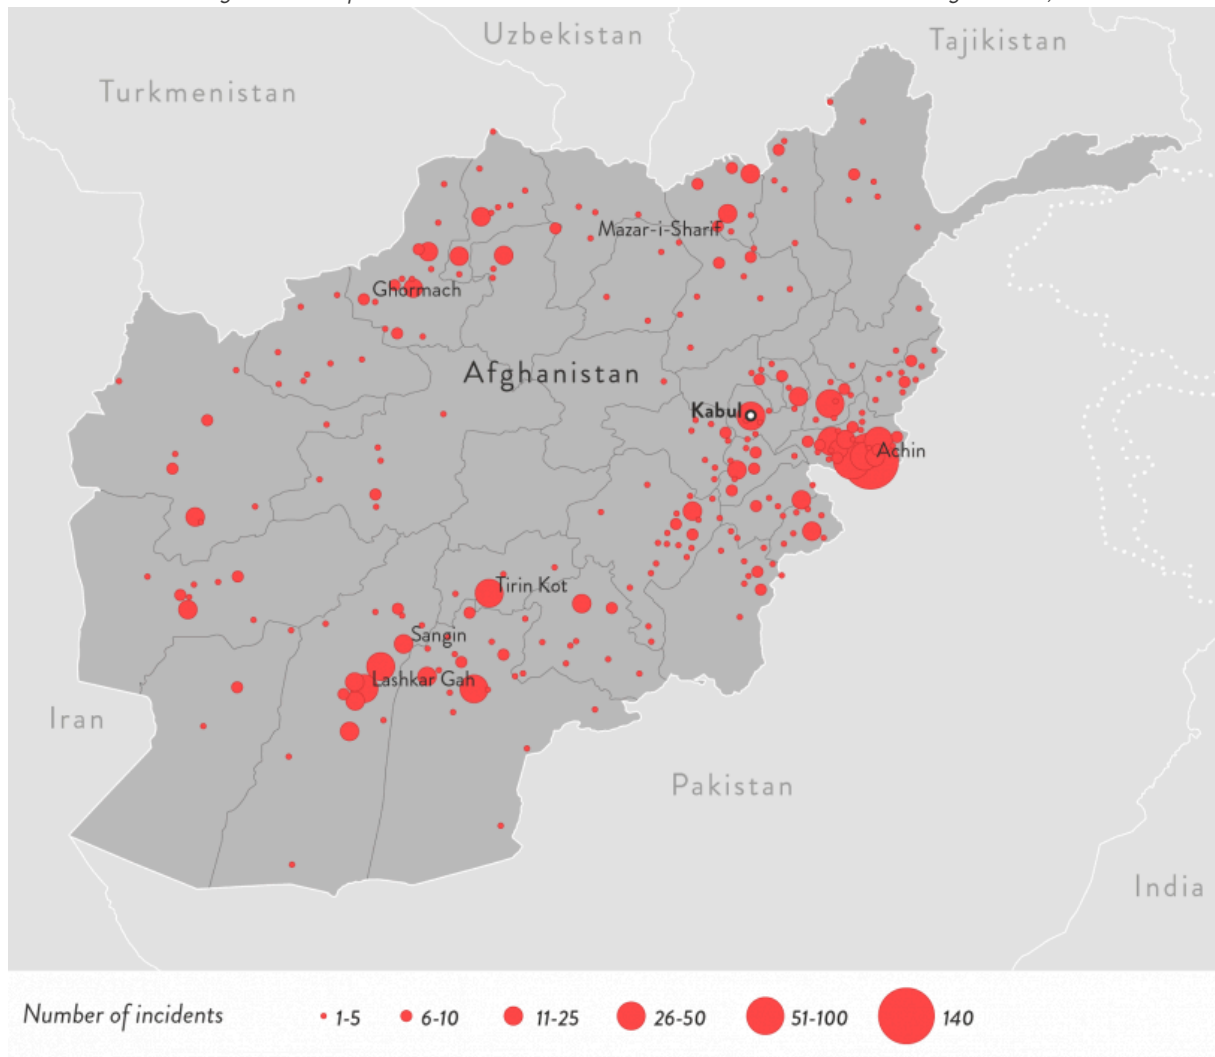 Uzbekistan
Tajikistan
Turkmenistan
Mazar-i-Sharif
Ghormach
Afghanistan
Kabul
Achin
Tirin Kot
Sangin
Lashkar Gah
Iran
Pakistan
India
Number of incidents
1-5
6-10
11-25
26-50
51-100
140